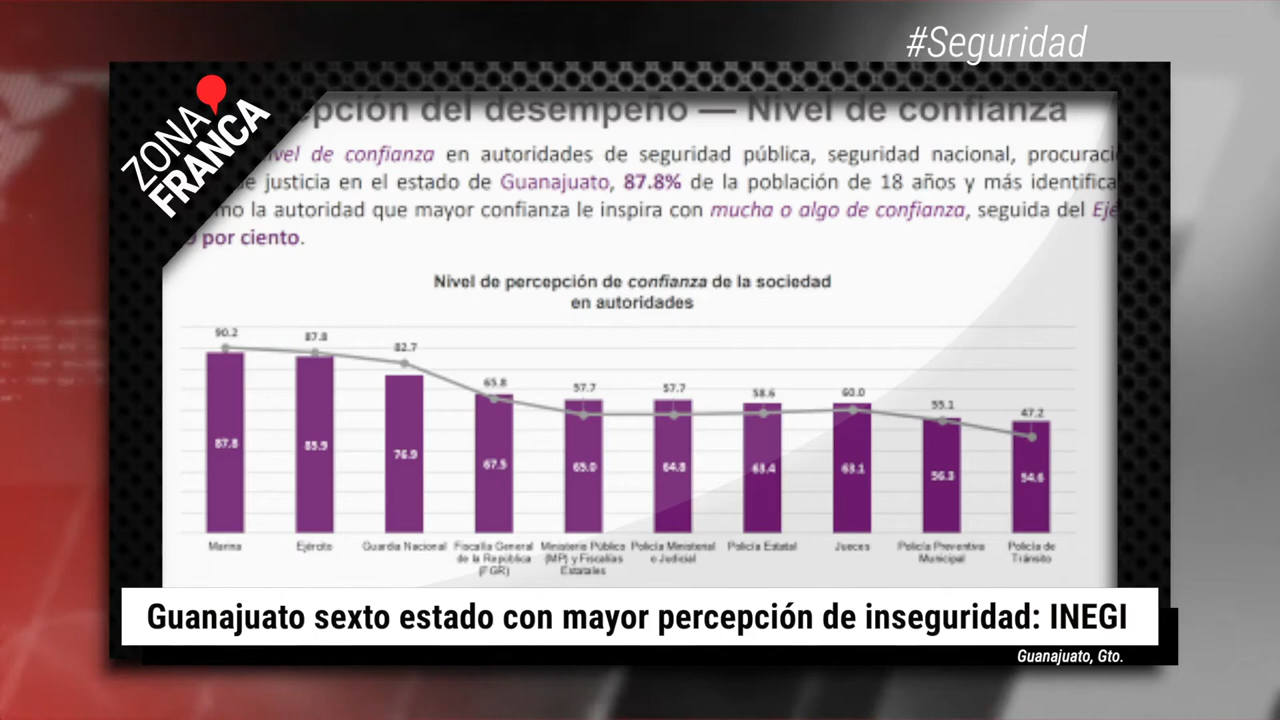 #Seguridad
ZONA
FRANCA
pción del desempeño — Nivel de confianza
vel de confianza en autoridades de seguridad pública, seguridad nacional, procuraci
de justicia en el estado de Guanajuato, 87.8% de la población de 18 años y más identifica
mo la autoridad que mayor confianza le inspira con mucha o algo de confianza, seguida del Ejé
por ciento.
Nivel de percepción de confianza de la sociedad
en autoridades
90.2 87.8 82.7 65.8 57.7 57.7 58.6 60.0 55.1 47.2
87.8 85.9 76.9 67.5 65.0 64.8 63.4 63.1 56.3 54.6
Marina Ejército Guardia Nacional Fiscalía General Ministerio Público Policía Ministerial Policía Estatal Jueces Policía Preventiva Policía de
de la República (MP) y Fiscalías o Judicial Municipal Tránsito
(FGR) Estatales
Guanajuato sexto estado con mayor percepción de inseguridad: INEGI
Guanajuato, Gto.